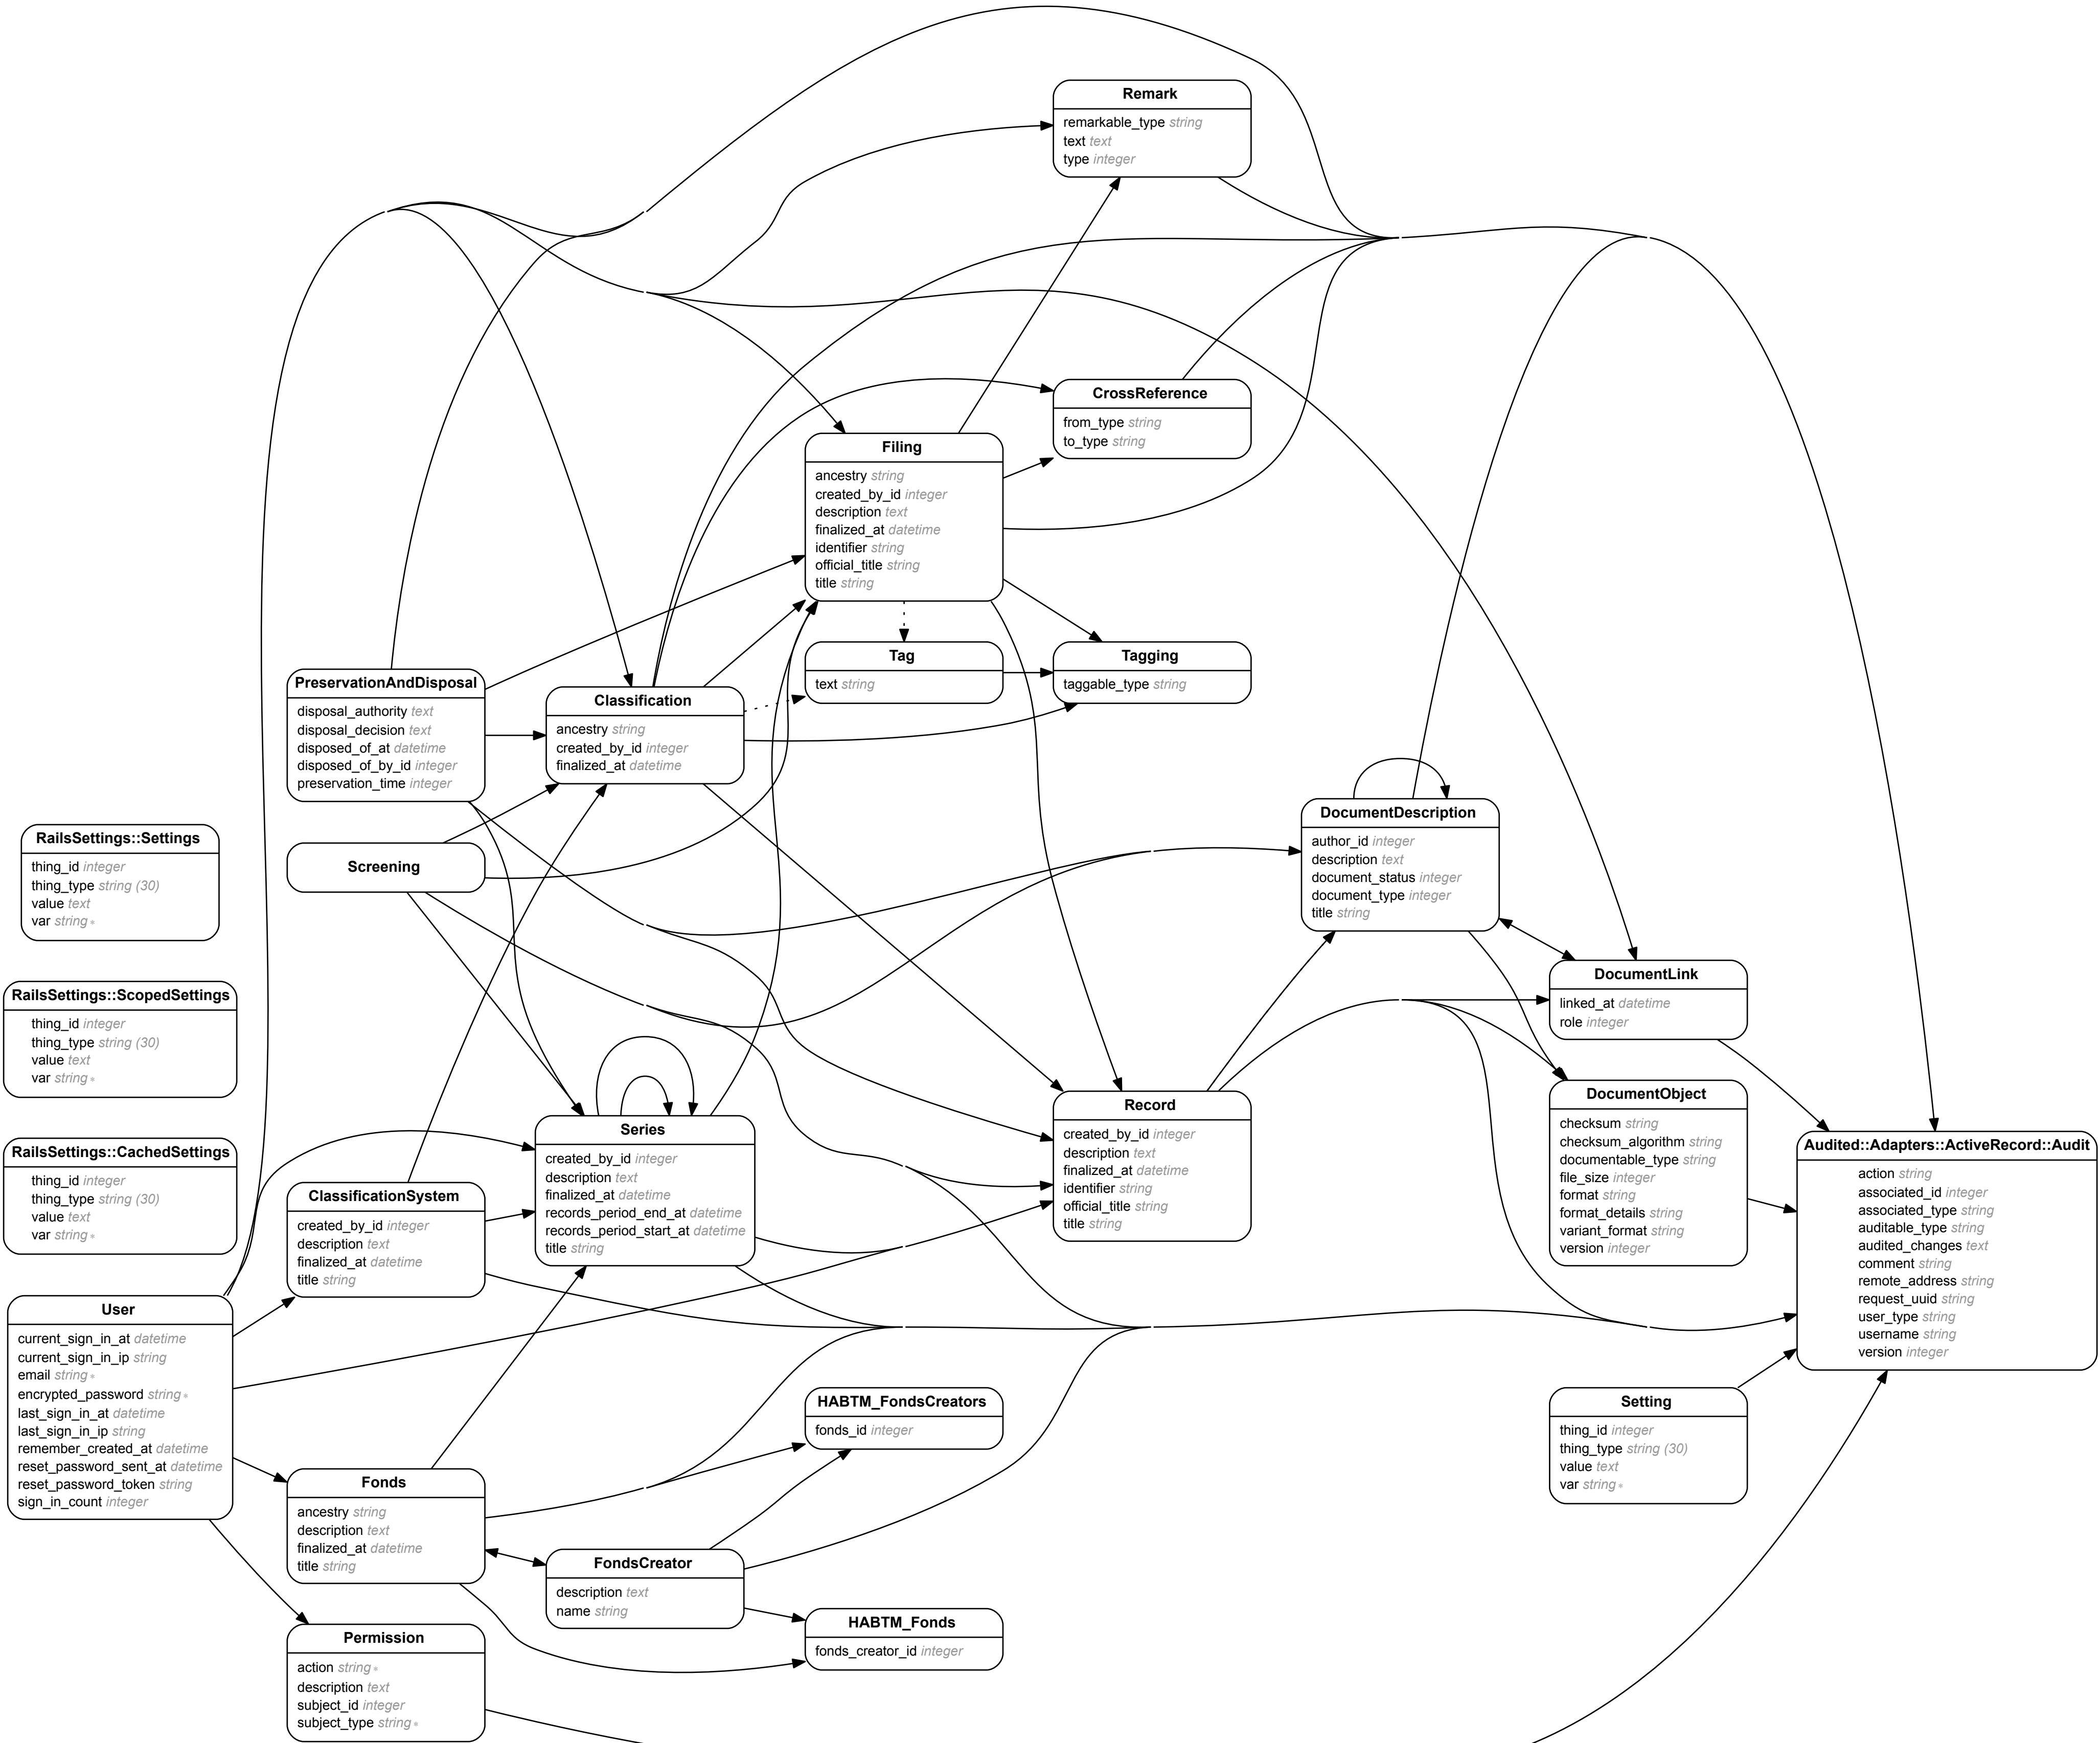 Remark
remarkable_type string
text text
type integer
CrossReference
from_type string
to_type string
Filing
ancestry string
created_by_id integer
description text
finalized_at datetime
identifier string
official_title string
title string
Tag
text string
Tagging
taggable_type string
PreservationAndDisposal
disposal_authority text
disposal_decision text
disposed_of_at datetime
disposed_of_by_id integer
preservation_time integer
Classification
ancestry string
created_by_id integer
finalized_at datetime
Screening
RailsSettings::Settings
thing_id integer
thing_type string (30)
value text
var string *
RailsSettings::ScopedSettings
thing_id integer
thing_type string (30)
value text
var string *
RailsSettings::CachedSettings
thing_id integer
thing_type string (30)
value text
var string *
DocumentDescription
author_id integer
description text
document_status integer
document_type integer
title string
DocumentLink
linked_at datetime
role integer
DocumentObject
checksum string
checksum_algorithm string
documentable_type string
file_size integer
format string
format_details string
variant_format string
version integer
Record
created_by_id integer
description text
finalized_at datetime
identifier string
official_title string
title string
Series
created_by_id integer
description text
finalized_at datetime
records_period_end_at datetime
records_period_start_at datetime
title string
ClassificationSystem
created_by_id integer
description text
finalized_at datetime
title string
Audited::Adapters::ActiveRecord::Audit
action string
associated_id integer
associated_type string
auditable_type string
audited_changes text
comment string
remote_address string
request_uuid string
user_type string
username string
version integer
User
current_sign_in_at datetime
current_sign_in_ip string
email string *
encrypted_password string *
last_sign_in_at datetime
last_sign_in_ip string
remember_created_at datetime
reset_password_sent_at datetime
reset_password_token string
sign_in_count integer
HABTM_FondsCreators
fonds_id integer
Setting
thing_id integer
thing_type string (30)
value text
var string *
Fonds
ancestry string
description text
finalized_at datetime
title string
FondsCreator
description text
name string
HABTM_Fonds
fonds_creator_id integer
Permission
action string *
description text
subject_id integer
subject_type string *